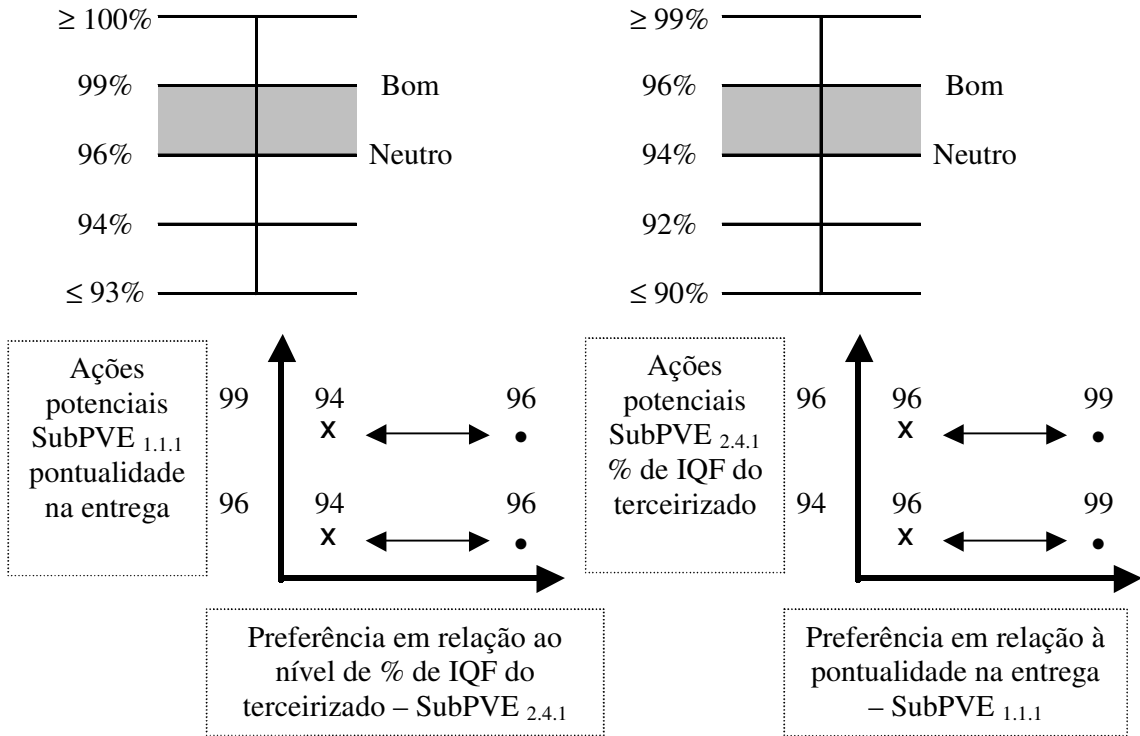 ≥ 100%
99%
Bom
96%
Neutro
94%
≤ 93%
≥ 99%
96%
Bom
94%
Neutro
92%
≤ 90%
Ações
potenciais
SubPVE 1.1.1
pontualidade
na entrega
99
94
96
x
•
96
94
96
x
•
Preferência em relação ao
nível de % de IQF do
terceirizado – SubPVE 2.4.1
Ações
potenciais
SubPVE 2.4.1
% de IQF do
terceirizado
96
96
99
x
•
94
96
99
x
•
Preferência em relação à
pontualidade na entrega
– SubPVE 1.1.1